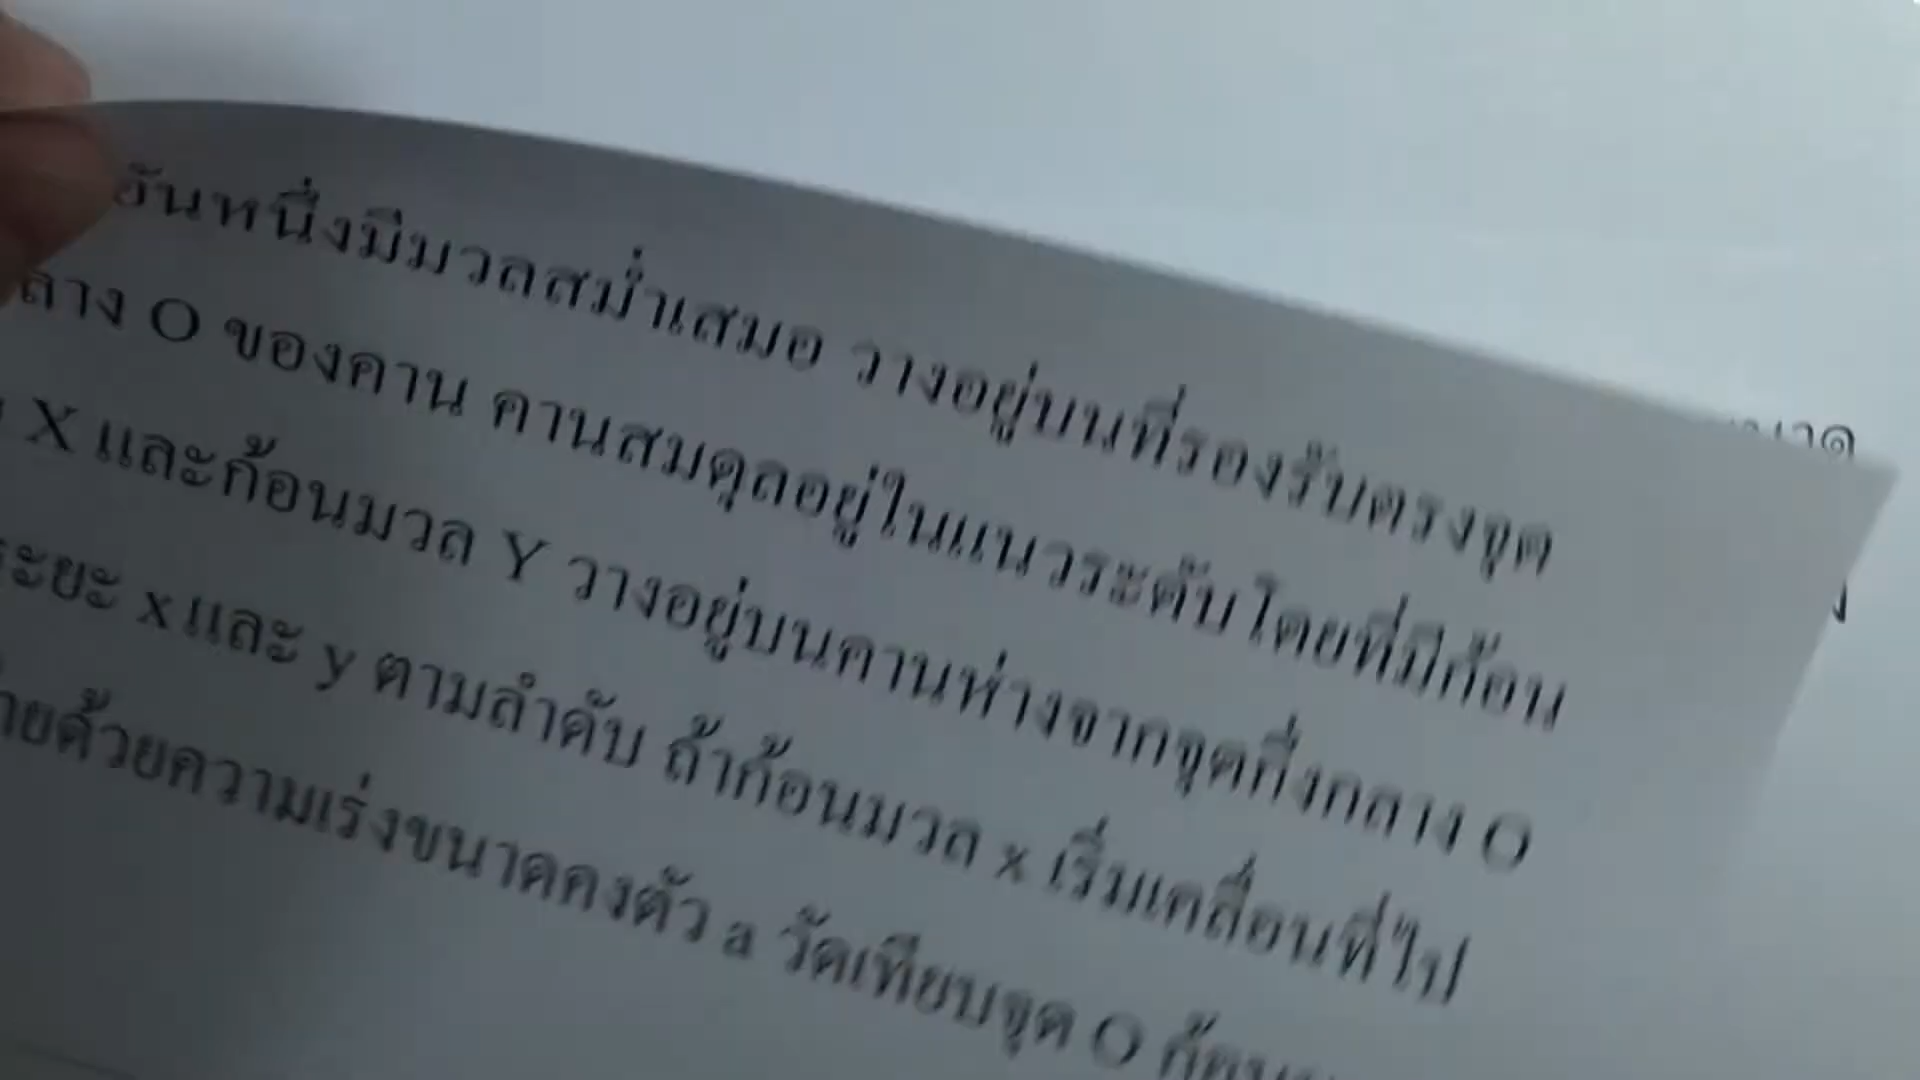 อันหนึ่งมีมวลสม่ำเสมอ วางอยู่บนที่รองรับตรงจุด
ลาง O ของคาน คานสมดุลอยู่ในแนวระดับโดยที่มีก้อน
X และก้อนมวล Y วางอยู่บนคานห่างจากจุดกึ่งกลาง O
ระยะ x และ y ตามลำดับ ถ้าก้อนมวล x เริ่มเคลื่อนที่ไป
ายด้วยความเร่งขนาดคงตัว a วัดเทียบจุด O